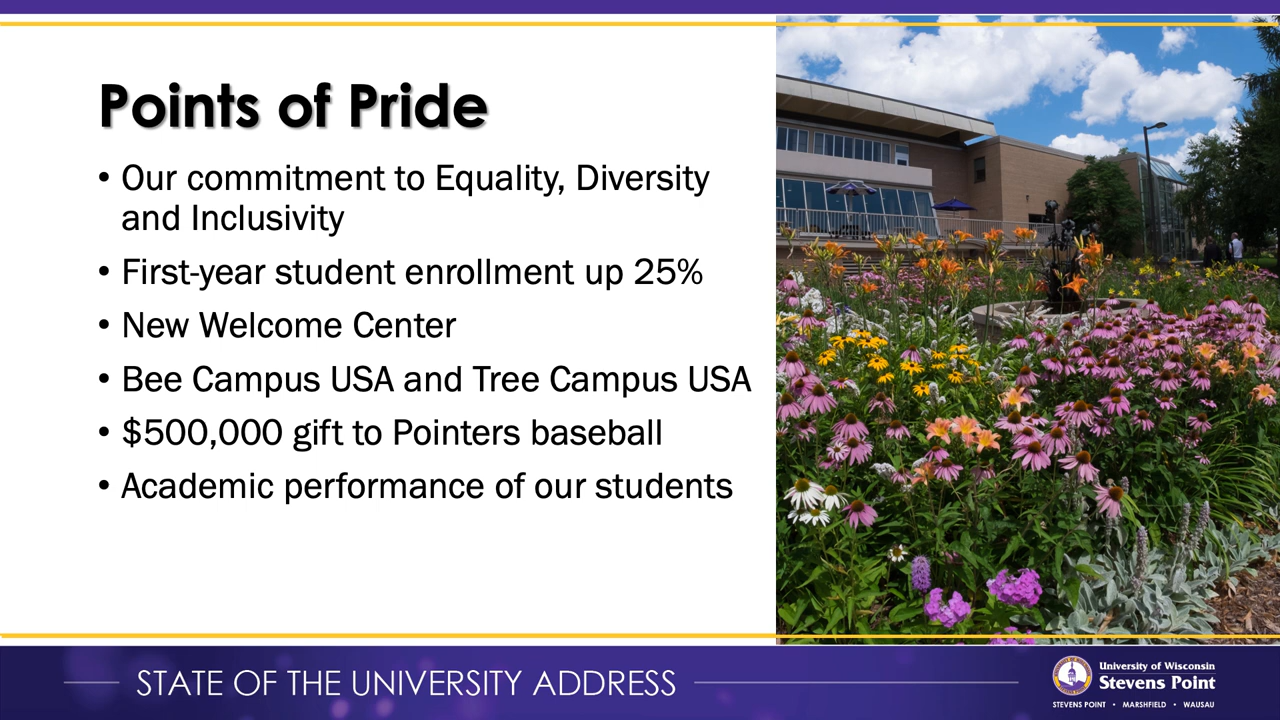 Points of Pride
• Our commitment to Equality, Diversity
and Inclusivity
• First-year student enrollment up 25%
• New Welcome Center
• Bee Campus USA and Tree Campus USA
• $500,000 gift to Pointers baseball
• Academic performance of our students
STATE OF THE UNIVERSITY ADDRESS
University of Wisconsin
Stevens Point
STEVENS POINT • MARSHFIELD • WAUSAU